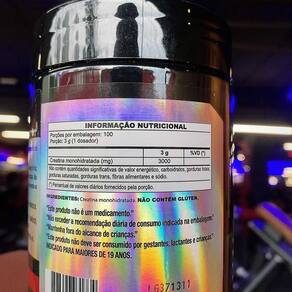 INFORMAÇÃO NUTRICIONAL
Porções por embalagem: 100
Porção: 3 g (1 dosador)
3 g %VD (*)
Creatina monohidratada (mg) 3000
Não contém quantidades significativas de valor energético, carboidratos, gorduras totais,
gorduras saturadas, gorduras trans, fibras alimentares e sódio.
(*) Percentual de valores diários fornecidos pela porção.
INGREDIENTES: Creatina monohidratada. NÃO CONTÉM GLÚTEN.
"Este produto não é um medicamento."
"Não exceder a recomendação diária de consumo indicada na embalagem."
"Mantenha fora do alcance de crianças."
"Este produto não deve ser consumido por gestantes, lactantes e crianças."
INDICADO PARA MAIORES DE 19 ANOS.